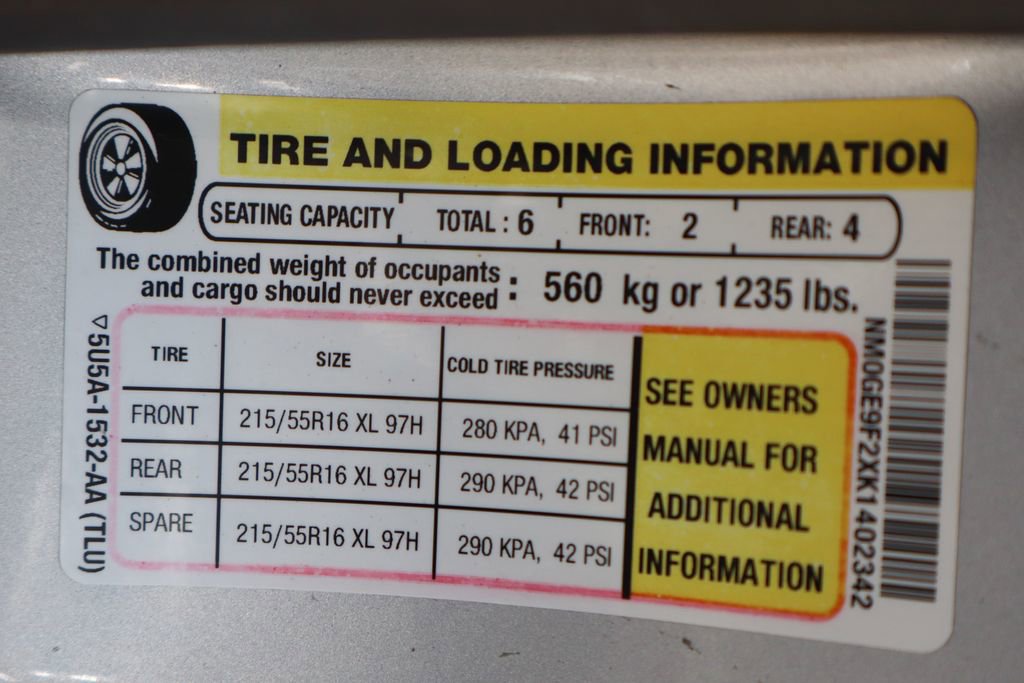 TIRE AND LOADING INFORMATION
SEATING CAPACITY TOTAL : 6 FRONT: 2 REAR: 4
The combined weight of occupants
and cargo should never exceed : 560 kg or 1235 lbs.
TIRE SIZE COLD TIRE PRESSURE
FRONT 215/55R16 XL 97H 280 KPA, 41 PSI
REAR 215/55R16 XL 97H 290 KPA, 42 PSI
SPARE 215/55R16 XL 97H 290 KPA, 42 PSI
SEE OWNERS
MANUAL FOR
ADDITIONAL
INFORMATION
5U5A-1532-AA (TLU)
NM0GE9F2XK1402342